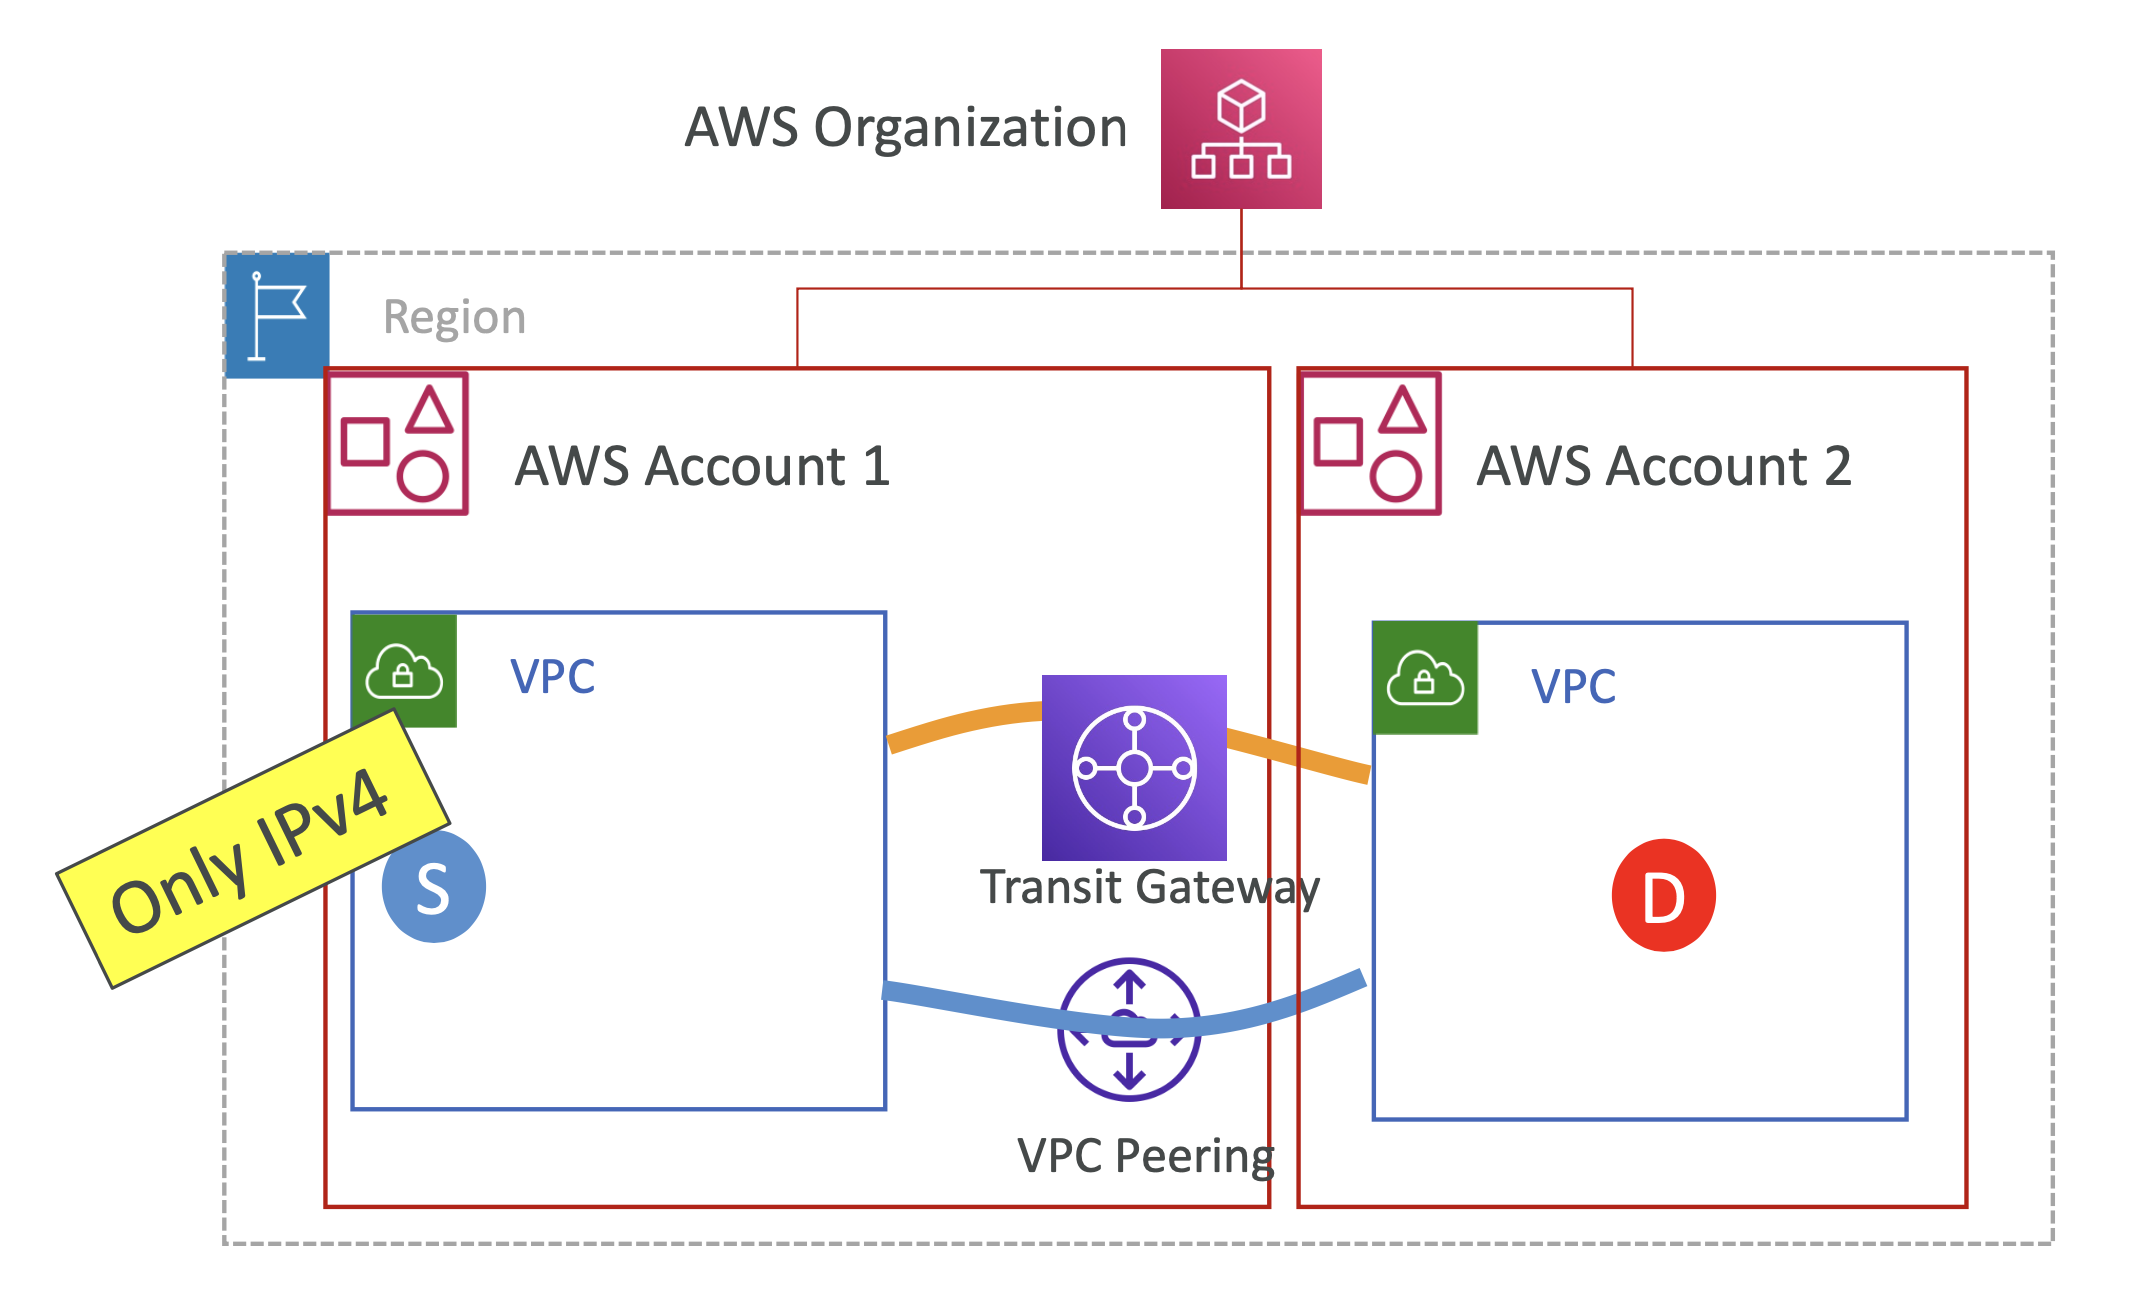 AWS Organization
Region
AWS Account 1
AWS Account 2
VPC
VPC
Only IPv4
S
D
Transit Gateway
VPC Peering